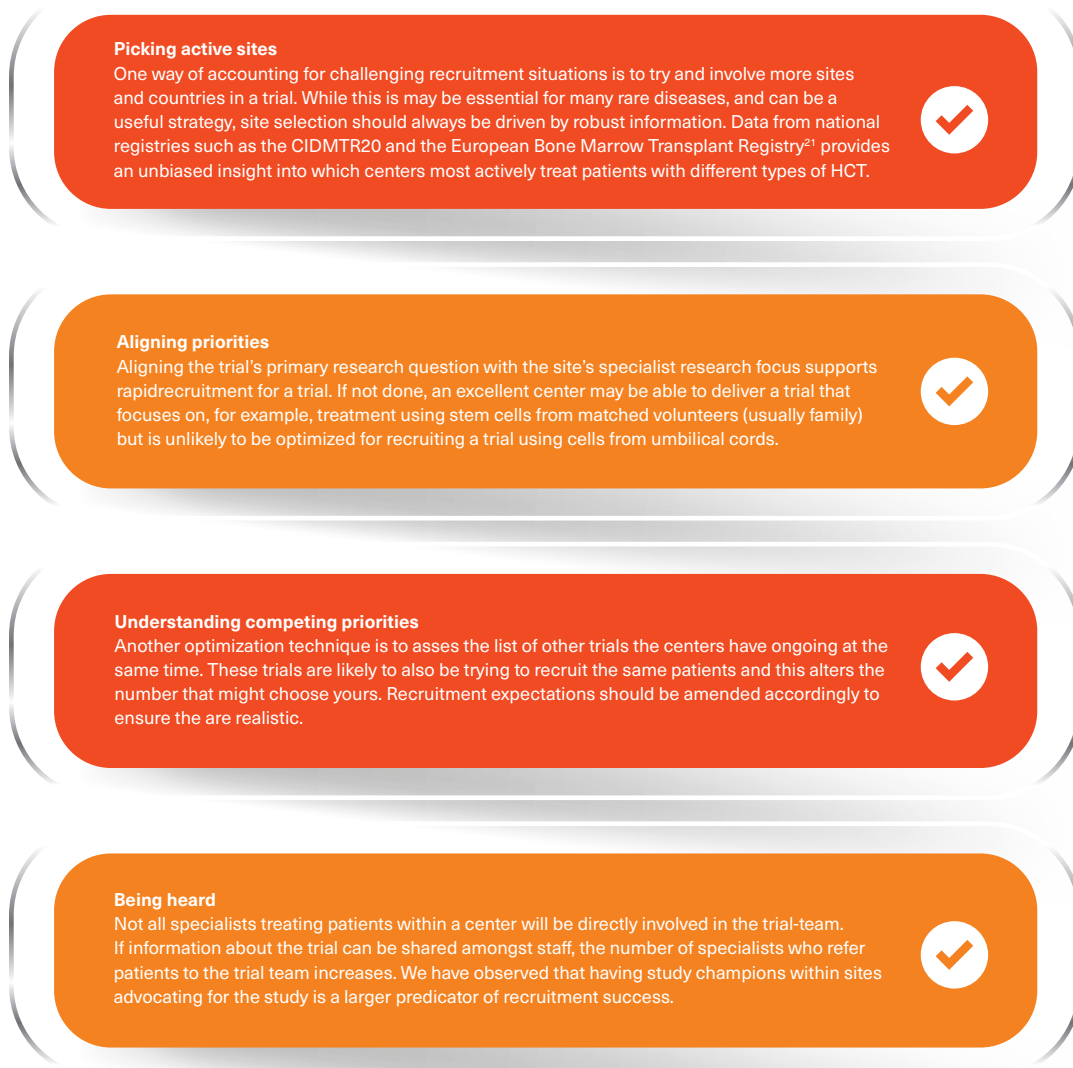 Picking active sites
One way of accounting for challenging recruitment situations is to try and involve more sites
and countries in a trial. While this is may be essential for many rare diseases, and can be a
useful strategy, site selection should always be driven by robust information. Data from national
registries such as the CIDMTR20 and the European Bone Marrow Transplant Registry²¹ provides
an unbiased insight into which centers most actively treat patients with different types of HCT.
Aligning priorities
Aligning the trial's primary research question with the site's specialist research focus supports
rapidrecruitment for a trial. If not done, an excellent center may be able to deliver a trial that
focuses on, for example, treatment using stem cells from matched volunteers (usually family)
but is unlikely to be optimized for recruiting a trial using cells from umbilical cords.
Understanding competing priorities
Another optimization technique is to asses the list of other trials the centers have ongoing at the
same time. These trials are likely to also be trying to recruit the same patients and this alters the
number that might choose yours. Recruitment expectations should be amended accordingly to
ensure the are realistic.
Being heard
Not all specialists treating patients within a center will be directly involved in the trial-team.
If information about the trial can be shared amongst staff, the number of specialists who refer
patients to the trial team increases. We have observed that having study champions within sites
advocating for the study is a larger predicator of recruitment success.